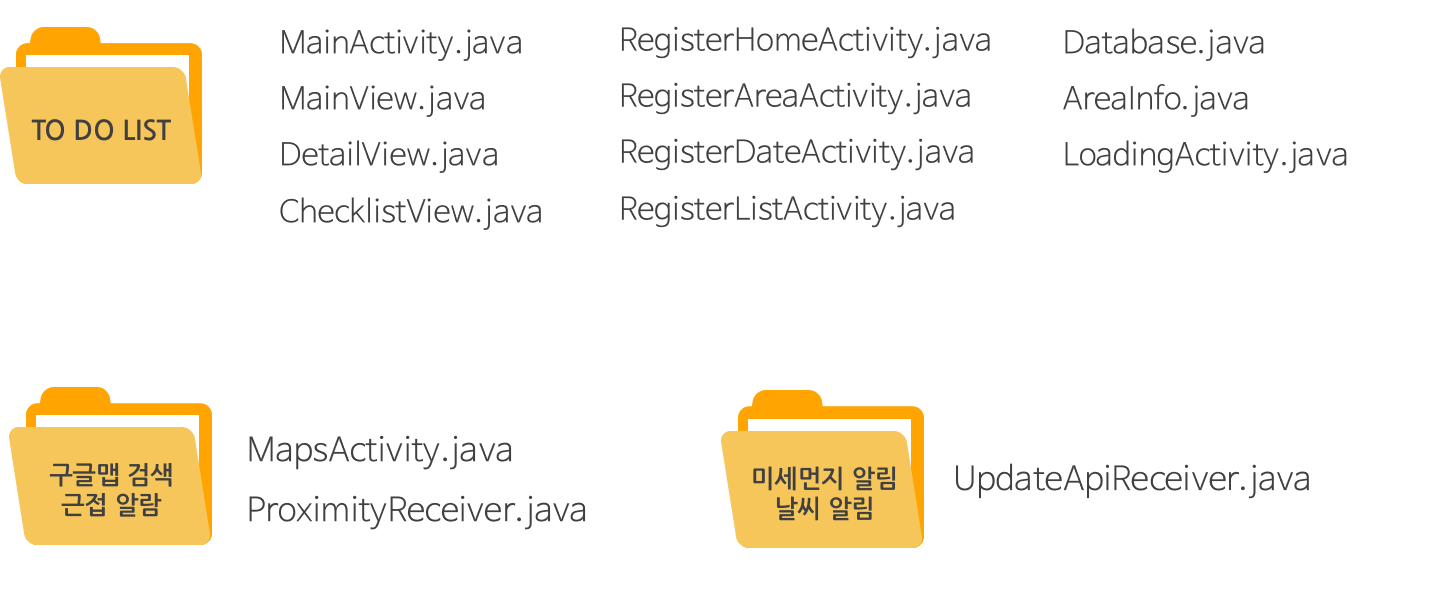 TO DO LIST
MainActivity.java
MainView.java
DetailView.java
ChecklistView.java
RegisterHomeActivity.java
RegisterAreaActivity.java
RegisterDateActivity.java
RegisterListActivity.java
Database.java
AreaInfo.java
LoadingActivity.java
구글맵 검색
근접 알람
MapsActivity.java
ProximityReceiver.java
미세먼지 알림
날씨 알림
UpdateApiReceiver.java